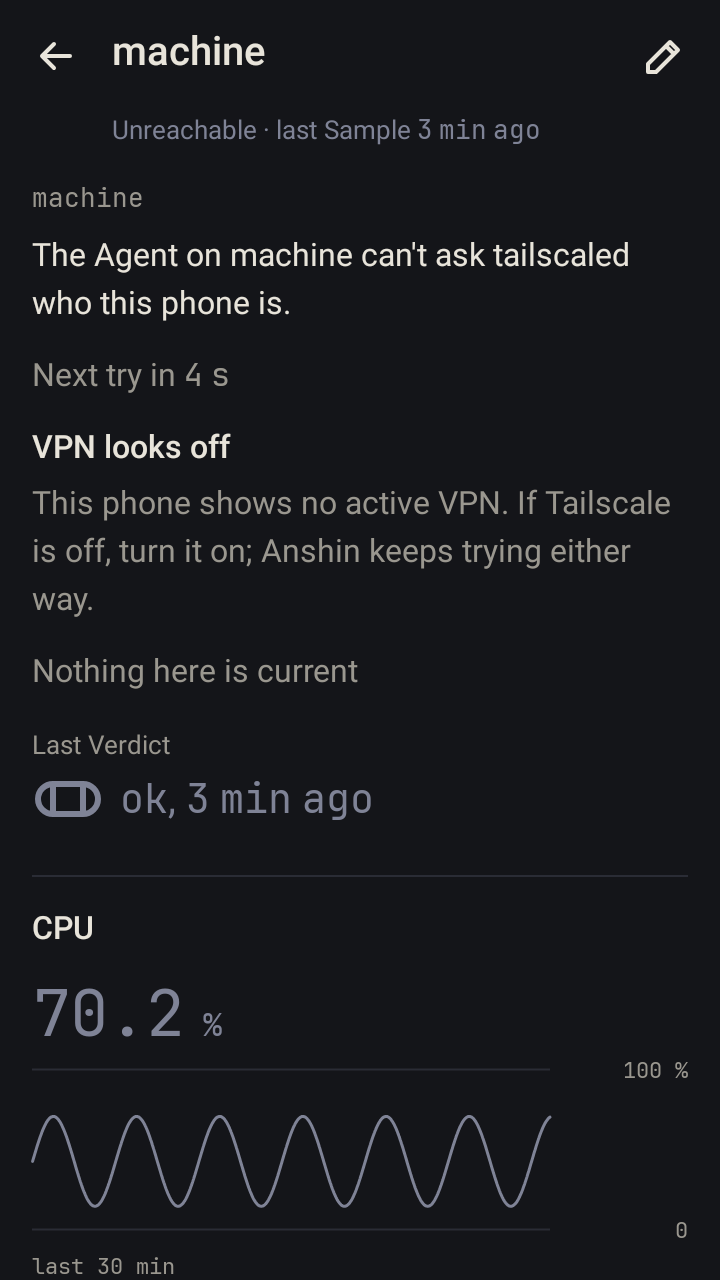 machine
Unreachable · last Sample 3 min ago
machine
The Agent on machine can't ask tailscaled
who this phone is.
Next try in 4 s
VPN looks off
This phone shows no active VPN. If Tailscale
is off, turn it on; Anshin keeps trying either
way.
Nothing here is current
Last Verdict
ok, 3 min ago
CPU
70.2 %
100 %
0
last 30 min